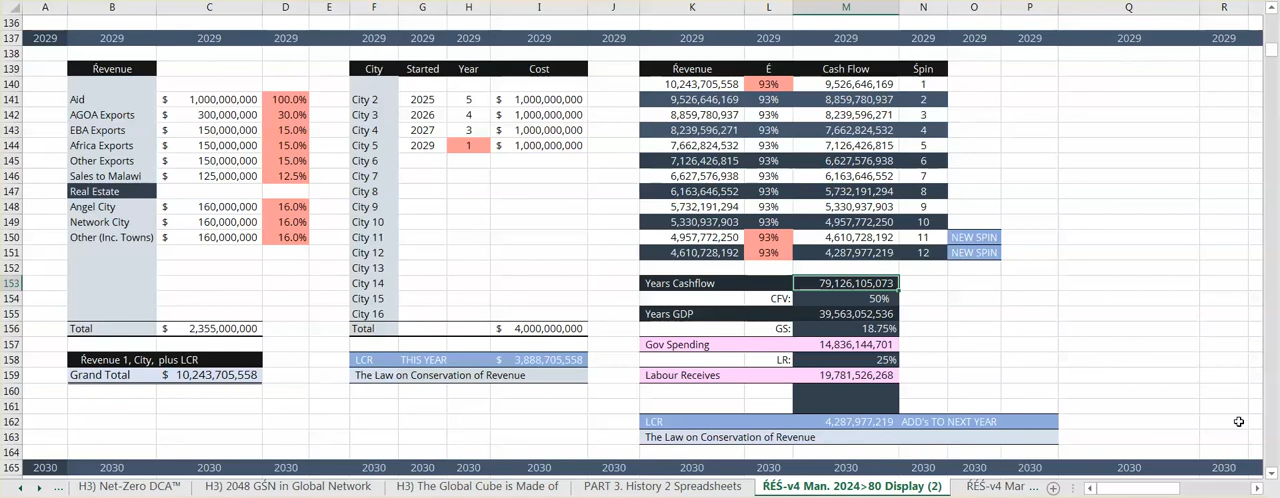 A B C D E F G H I J K L M N O P Q R
136
137 2029 2029 2029 2029 2029 2029 2029 2029 2029 2029 2029 2029 2029 2029 2029 2029
138
139 Ŕevenue City Started Year Cost Ŕevenue É Cash Flow Śpin
140 10,243,705,558 93% 9,526,646,169 1
141 Aid $ 1,000,000,000 100.0% City 2 2025 5 $ 1,000,000,000 9,526,646,169 93% 8,859,780,937 2
142 AGOA Exports $ 300,000,000 30.0% City 3 2026 4 $ 1,000,000,000 8,859,780,937 93% 8,239,596,271 3
143 EBA Exports $ 150,000,000 15.0% City 4 2027 3 $ 1,000,000,000 8,239,596,271 93% 7,662,824,532 4
144 Africa Exports $ 150,000,000 15.0% City 5 2029 1 $ 1,000,000,000 7,662,824,532 93% 7,126,426,815 5
145 Other Exports $ 150,000,000 15.0% City 6 7,126,426,815 93% 6,627,576,938 6
146 Sales to Malawi $ 125,000,000 12.5% City 7 6,627,576,938 93% 6,163,646,552 7
147 Real Estate City 8 6,163,646,552 93% 5,732,191,294 8
148 Angel City $ 160,000,000 16.0% City 9 5,732,191,294 93% 5,330,937,903 9
149 Network City $ 160,000,000 16.0% City 10 5,330,937,903 93% 4,957,772,250 10
150 Other (Inc. Towns) $ 160,000,000 16.0% City 11 4,957,772,250 93% 4,610,728,192 11 NEW SPIN
151 City 12 4,610,728,192 93% 4,287,977,219 12 NEW SPIN
152 City 13
153 City 14 Years Cashflow 79,126,105,073
154 City 15 CFV: 50%
155 City 16 Years GDP 39,563,052,536
156 Total $ 2,355,000,000 Total $ 4,000,000,000 GS: 18.75%
157 Gov Spending 14,836,144,701
158 Ŕevenue 1, City, plus LCR LCR THIS YEAR $ 3,888,705,558 LR: 25%
159 Grand Total $ 10,243,705,558 The Law on Conservation of Revenue Labour Receives 19,781,526,268
160
161
162 LCR 4,287,977,219 ADD's TO NEXT YEAR
163 The Law on Conservation of Revenue
164
165 2030 2030 2030 2030 2030 2030 2030 2030 2030 2030 2030 2030 2030 2030 2030 2030
... H3) Net-Zero DCA™ H3) 2048 GŚN in Global Network H3) The Global Cube is Made of PART 3. History 2 Spreadsheets ŔÉŚ-v4 Man. 2024>80 Display (2) ŔÉŚ-v4 Mar ...